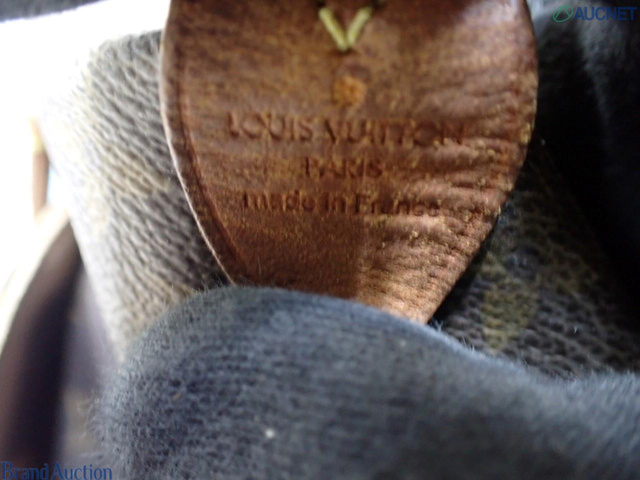 AUCNET
LOUIS VUITTON
PARIS
made in France
Brand Auction